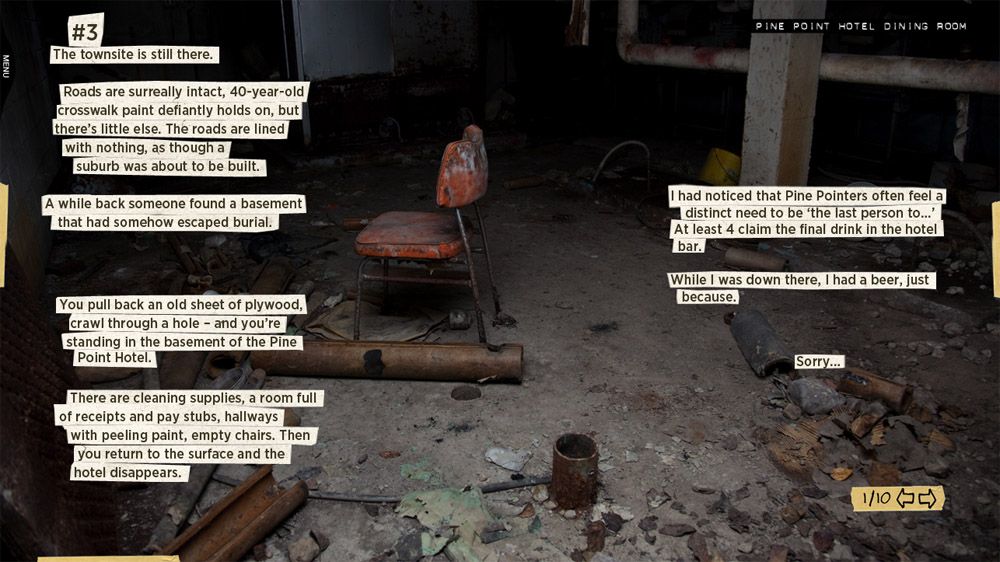 #3
The townsite is still there.
Roads are surreally intact, 40-year-old
crosswalk paint defiantly holds on, but
there's little else. The roads are lined
with nothing, as though a
suburb was about to be built.
A while back someone found a basement
that had somehow escaped burial.
You pull back an old sheet of plywood,
crawl through a hole – and you're
standing in the basement of the Pine
Point Hotel.
There are cleaning supplies, a room full
of receipts and pay stubs, hallways
with peeling paint, empty chairs. Then
you return to the surface and the
hotel disappears.
PINE POINT HOTEL DINING ROOM
I had noticed that Pine Pointers often feel a
distinct need to be ‘the last person to...’
At least 4 claim the final drink in the hotel
bar.
While I was down there, I had a beer, just
because.
Sorry...
1/10
MENU